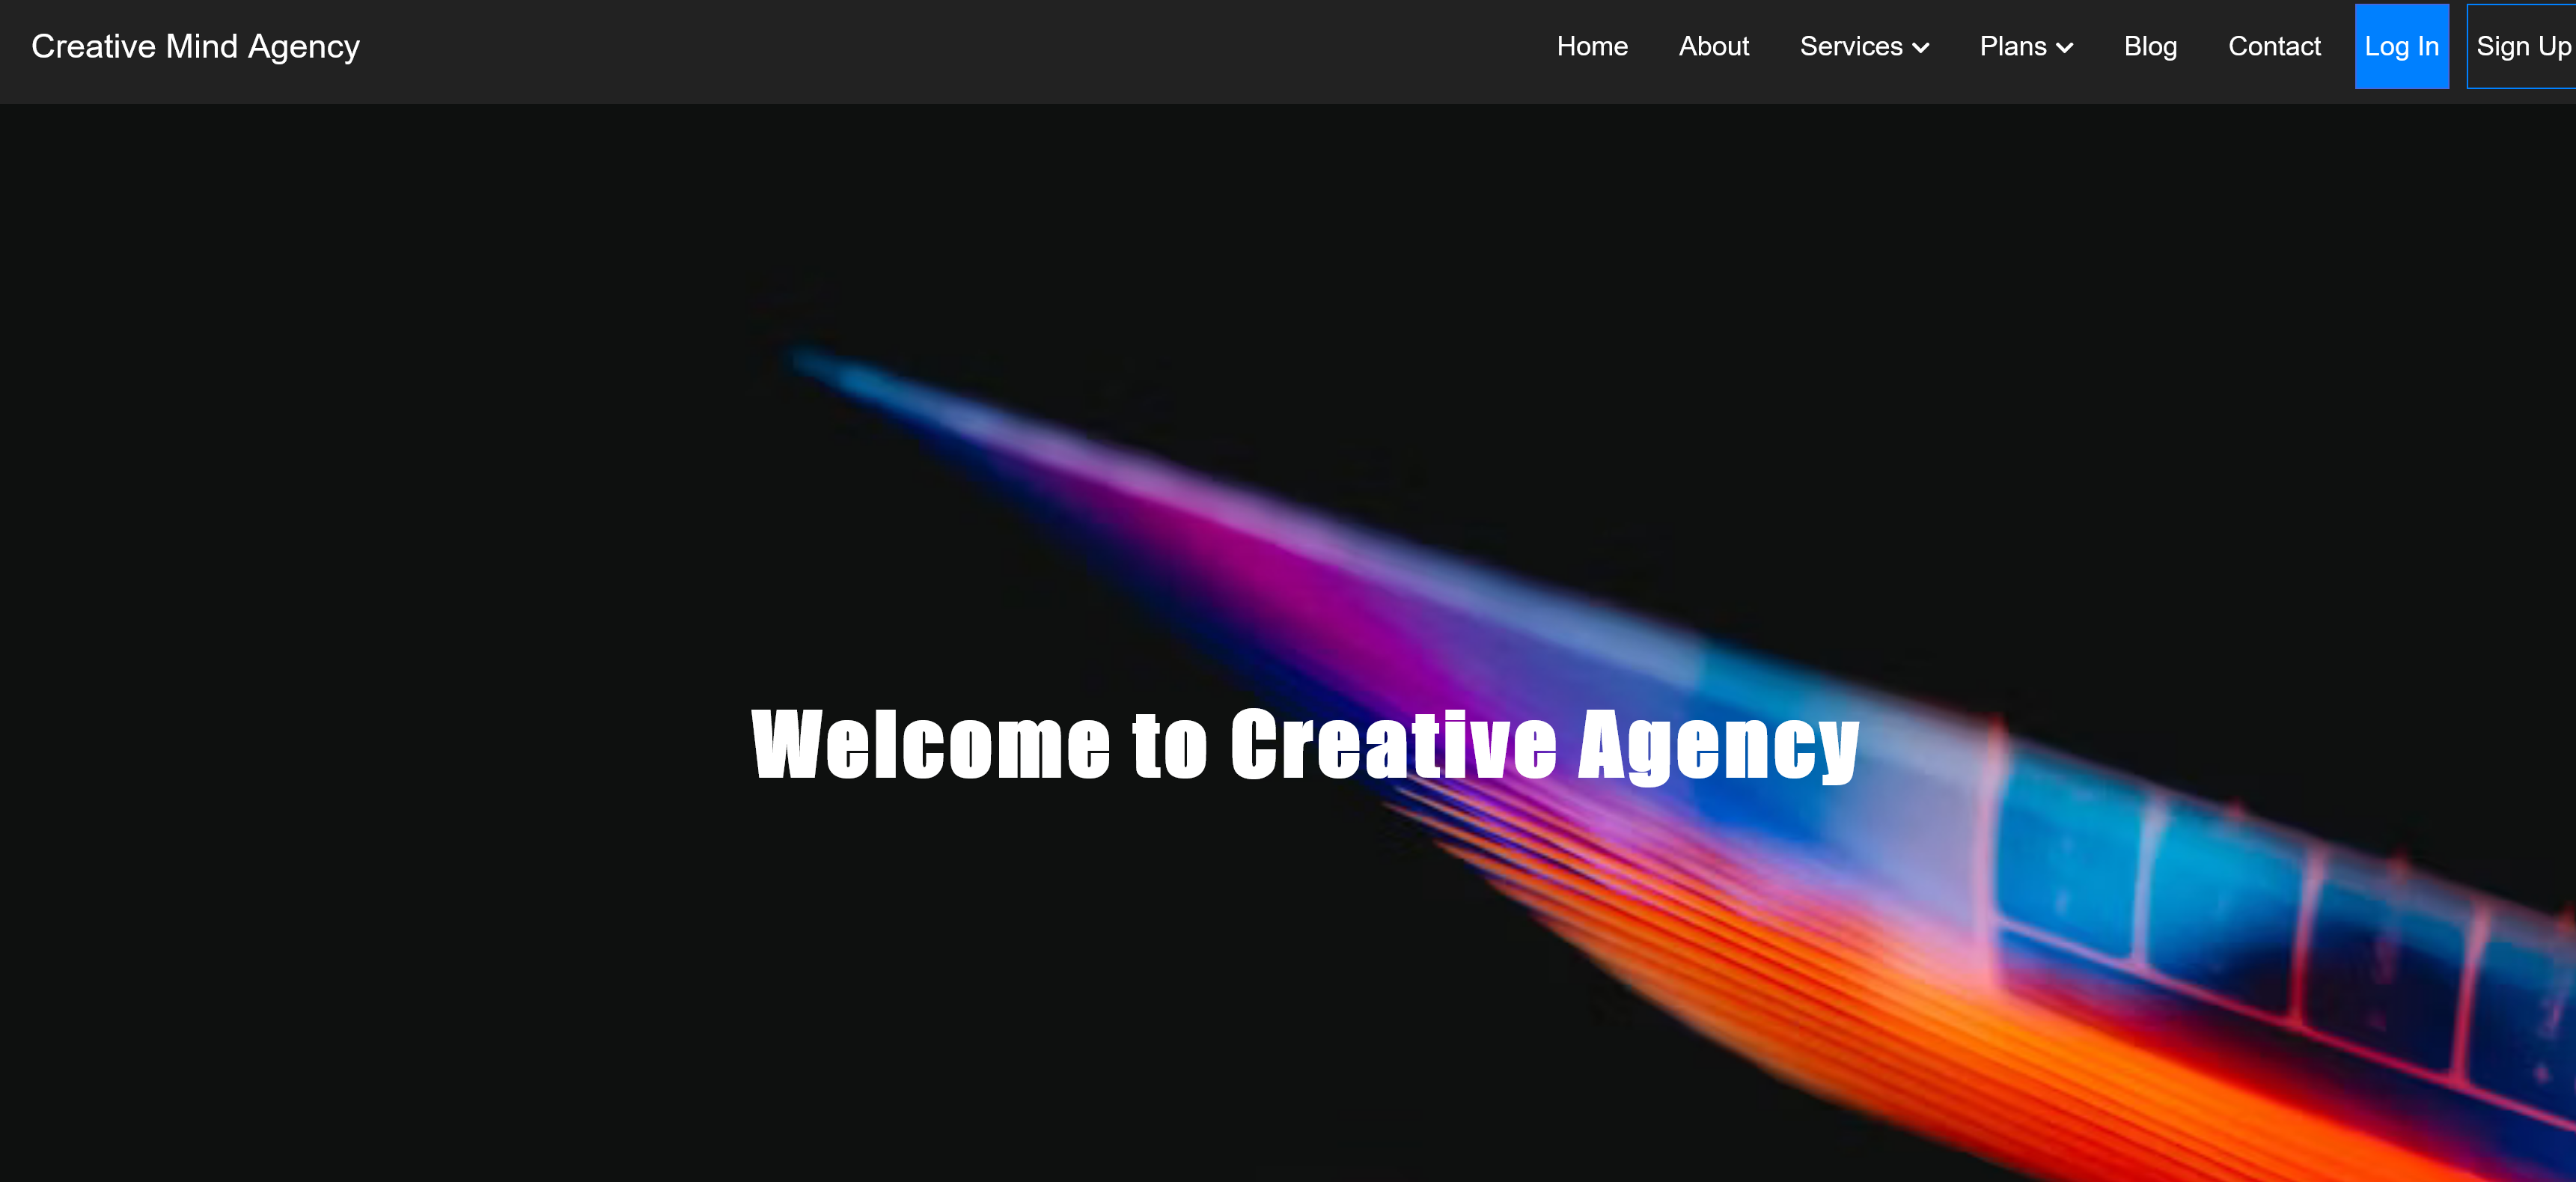 Creative Mind Agency
Home About Services Plans Blog Contact Log In Sign Up
Welcome to Creative Agency